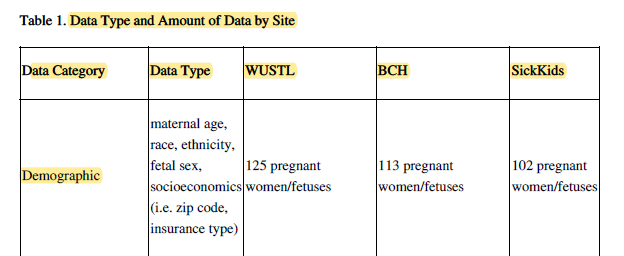 Table 1. Data Type and Amount of Data by Site
Data Category
Data Type
WUSTL
BCH
SickKids
Demographic
maternal age,
race, ethnicity,
fetal sex,
socioeconomics
(i.e. zip code,
insurance type)
125 pregnant
women/fetuses
113 pregnant
women/fetuses
102 pregnant
women/fetuses